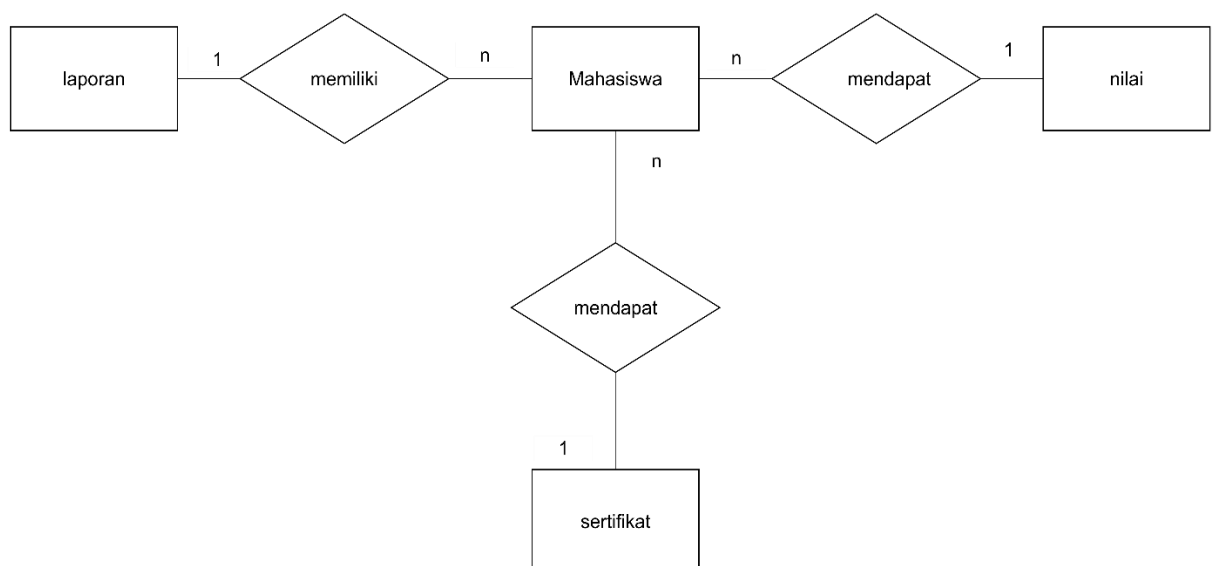 laporan
1
memiliki
n
Mahasiswa
n
mendapat
1
nilai
n
mendapat
1
sertifikat